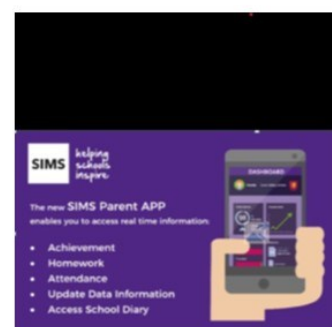 SIMS
helping
schools
inspire
The new SIMS Parent APP
enables you to access real time information:
• Achievement
• Homework
• Attendance
• Update Data Information
• Access School Diary
DASHBOARD